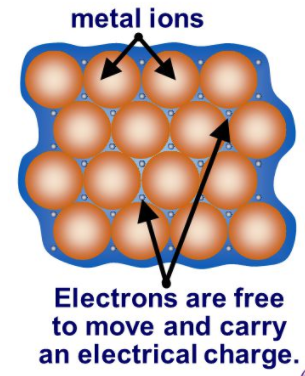 metal ions
Electrons are free
to move and carry
an electrical charge.